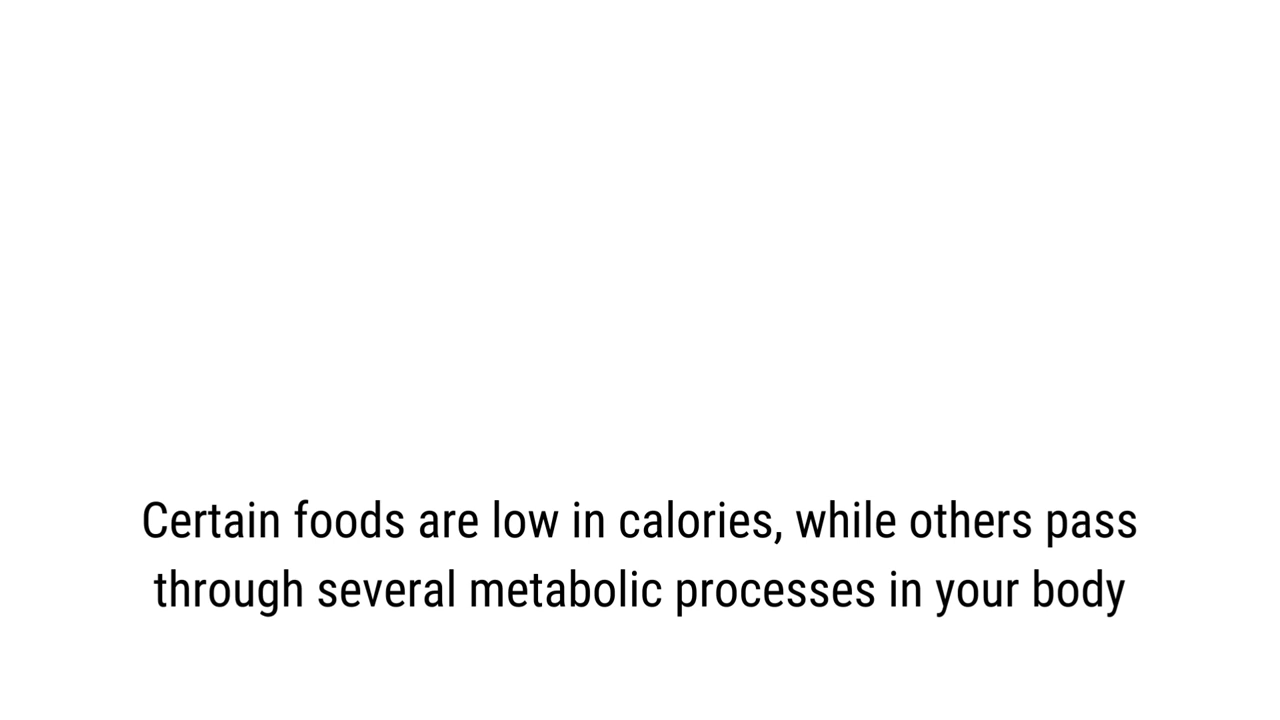 Certain foods are low in calories, while others pass
through several metabolic processes in your body